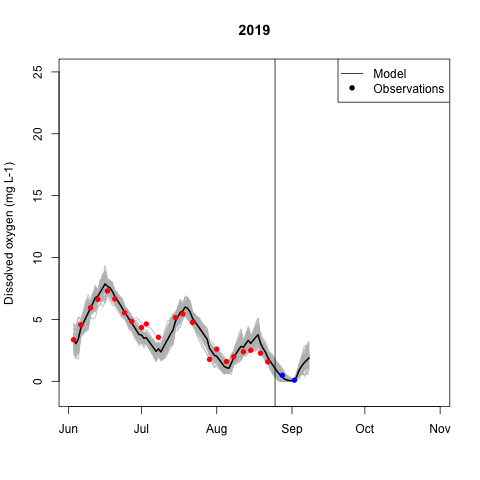 2019
Model
Observations
Dissolved oxygen (mg L-1)
25
20
15
10
5
0
Jun Jul Aug Sep Oct Nov